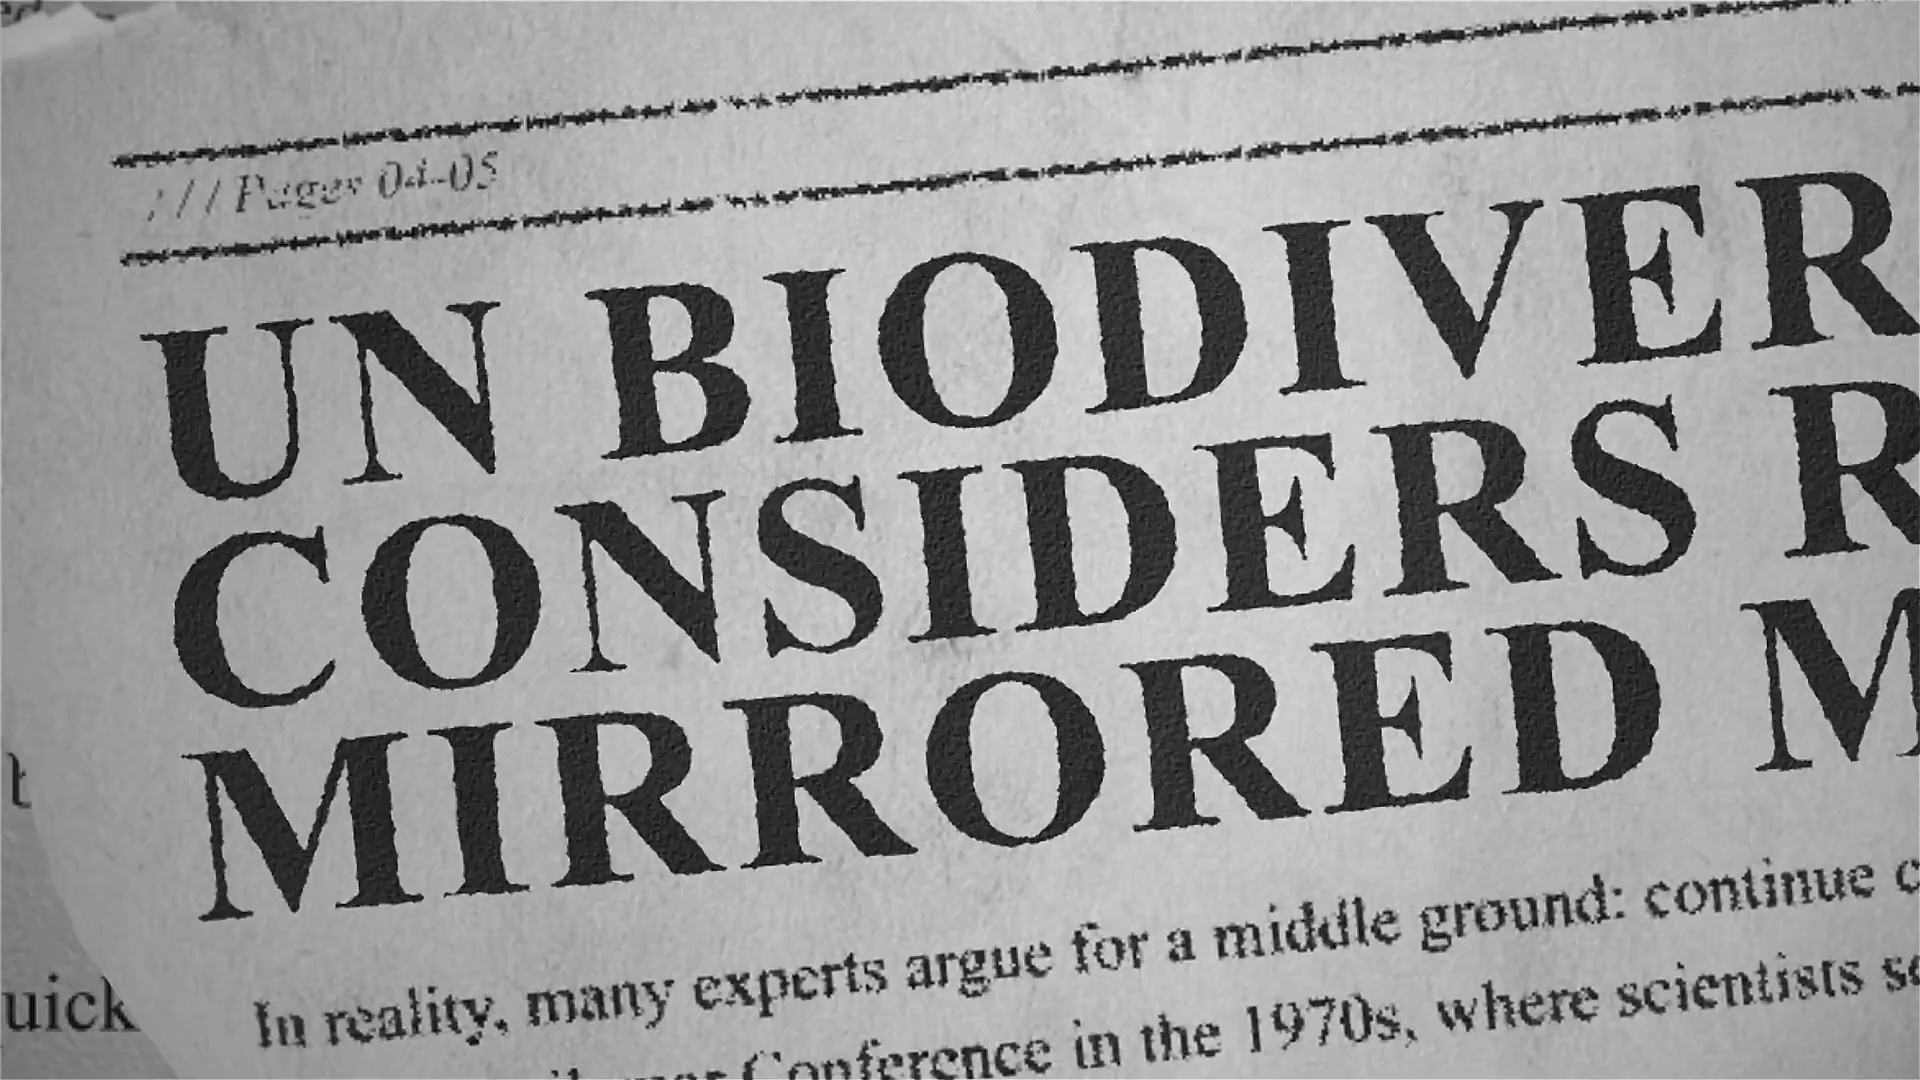 / / / Pages 04-05
UN BIODIVER
CONSIDERS R
MIRRORED M
In reality, many experts argue for a middle ground: continue c
Conference in the 1970s, where scientists se
t
uick